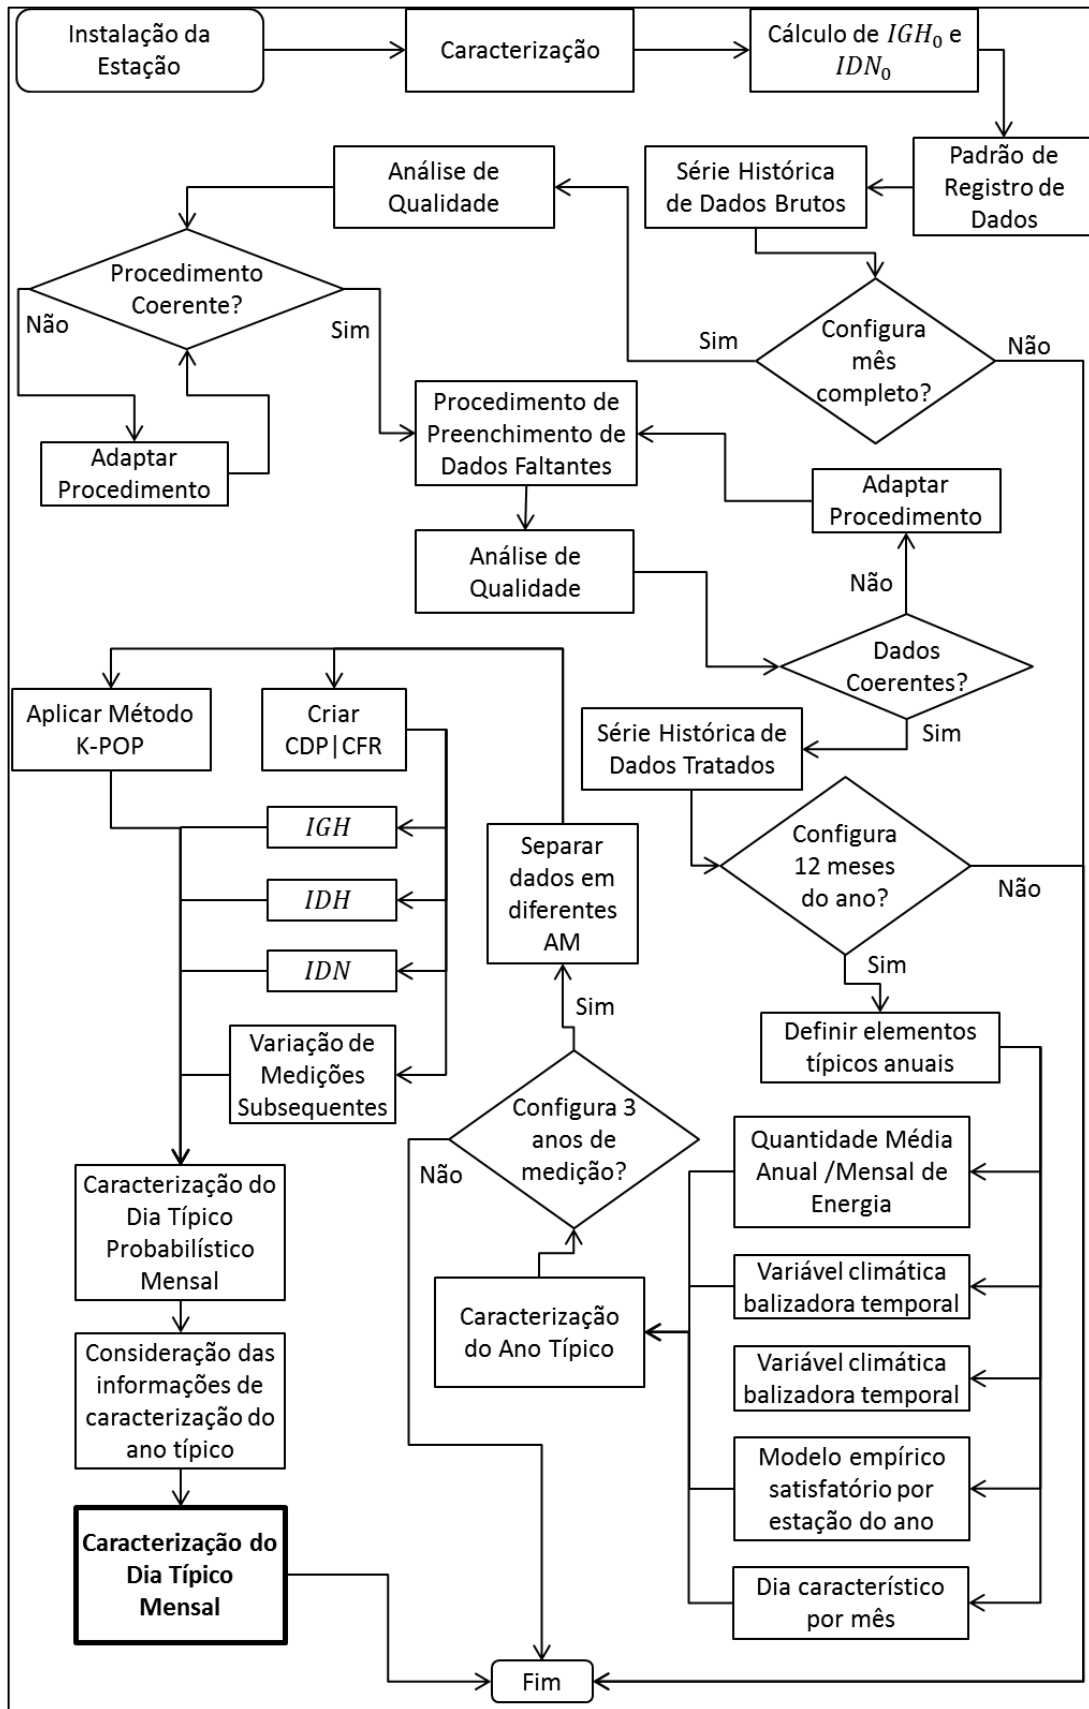 Instalação da
Estação
Caracterização
Cálculo de IGH₀ e
IDN₀
Padrão de
Registro de
Dados
Série Histórica
de Dados Brutos
Análise de
Qualidade
Procedimento
Coerente?
Não
Sim
Sim
Configura
mês
completo?
Não
Adaptar
Procedimento
Procedimento de
Preenchimento de
Dados Faltantes
Adaptar
Procedimento
Análise de
Qualidade
Não
Dados
Coerentes?
Sim
Aplicar Método
K-POP
Criar
CDP|CFR
Série Histórica de
Dados Tratados
IGH
IDH
IDN
Variação de
Medições
Subsequentes
Separar
dados em
diferentes
AM
Configura
12 meses
do ano?
Não
Sim
Sim
Definir elementos
típicos anuais
Configura 3
anos de
medição?
Não
Quantidade Média
Anual /Mensal de
Energia
Caracterização do
Dia Típico
Probabilístico
Mensal
Variável climática
balizadora temporal
Caracterização
do Ano Típico
Variável climática
balizadora temporal
Consideração das
informações de
caracterização do
ano típico
Modelo empírico
satisfatório por
estação do ano
Caracterização do
Dia Típico
Mensal
Dia característico
por mês
Fim